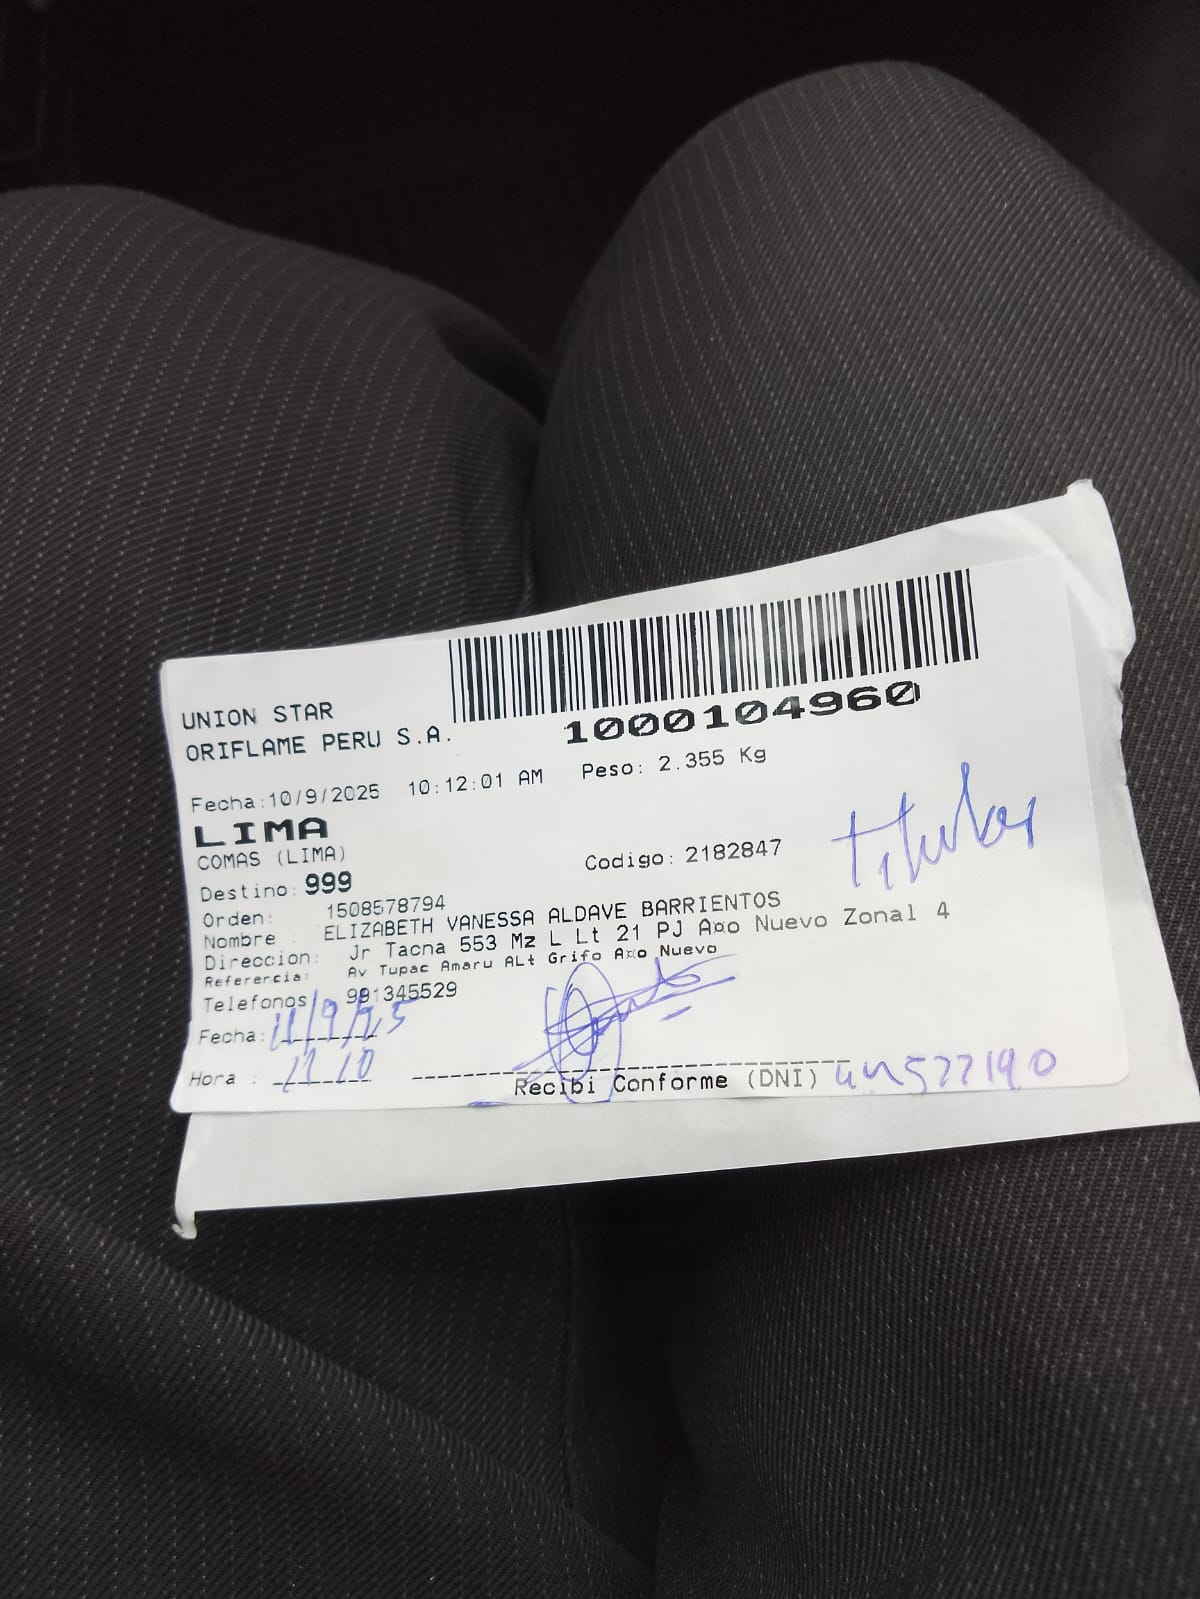 UNION STAR
ORIFLAME PERU S.A.
1000104960
Fecha:10/9/2025 10:12:01 AM Peso: 2.355 Kg
LIMA
COMAS (LIMA)
Destino: 999 Codigo: 2182847
Titular
Orden: 1508578794
Nombre : ELIZABETH VANESSA ALDAVE BARRIENTOS
Direccion: Jr Tacna 553 Mz L Lt 21 PJ A¤o Nuevo Zonal 4
Referencia: Av Tupac Amaru ALt Grifo A¤o Nuevo
Telefonos 991345529
Fecha: 11/9/25
Hora :
Recibi Conforme (DNI)